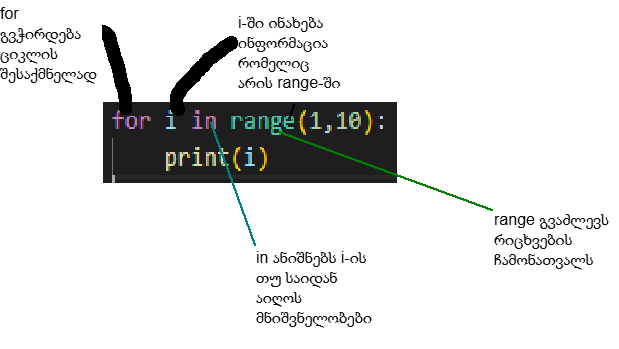 for
გვჭირდება
ციკლის
შესაქმნელად
i-ში ინახება
ინფორმაცია
რომელიც
არის range-ში
for i in range(1,10):
print(i)
in ანიშნებს i-ის
თუ საიდან
აიღოს
მნიშვნელობები
range გვაძლევს
რიცხვების
ჩამონათვალს